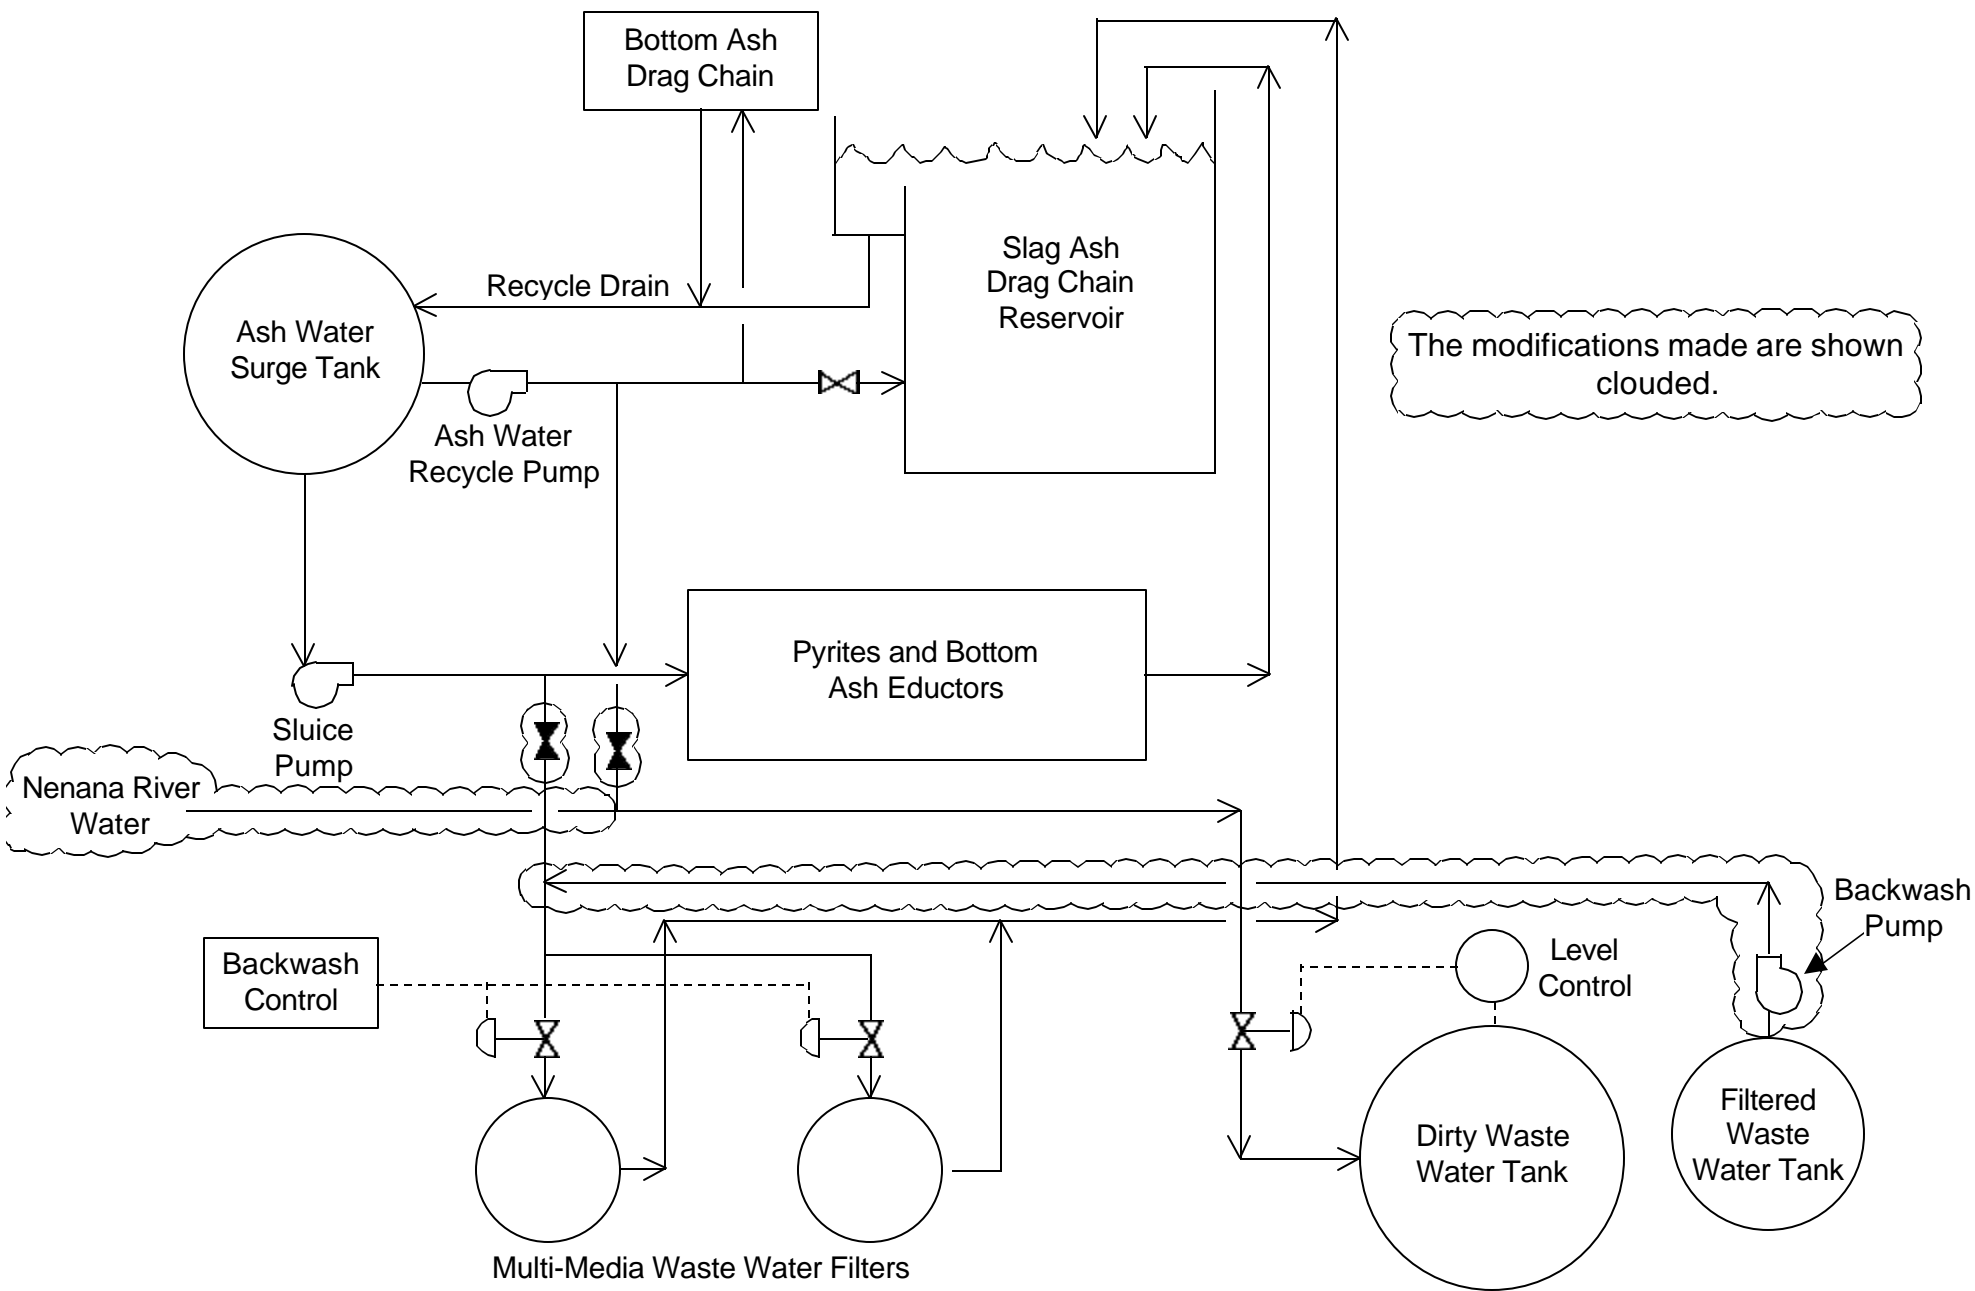 Bottom Ash
Drag Chain
Slag Ash
Drag Chain
Reservoir
Recycle Drain
Ash Water
Surge Tank
The modifications made are shown
clouded.
Ash Water
Recycle Pump
Pyrites and Bottom
Ash Eductors
Sluice
Pump
Nenana River
Water
Backwash
Pump
Backwash
Control
Level
Control
Filtered
Waste
Water Tank
Dirty Waste
Water Tank
Multi-Media Waste Water Filters